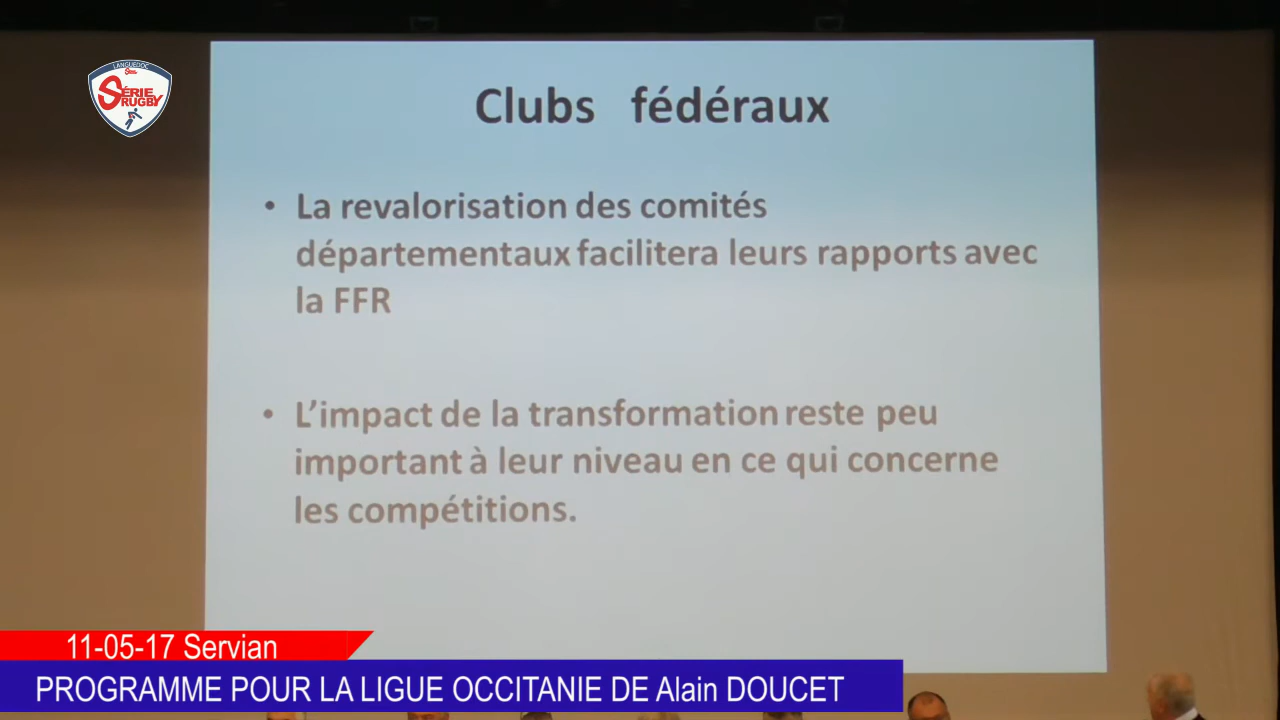 LANGUEDOC
SÉRIE
RUGBY
Clubs fédéraux
• La revalorisation des comités
départementaux facilitera leurs rapports avec
la FFR
• L’impact de la transformation reste peu
important à leur niveau en ce qui concerne
les compétitions.
11-05-17 Servian
PROGRAMME POUR LA LIGUE OCCITANIE DE Alain DOUCET